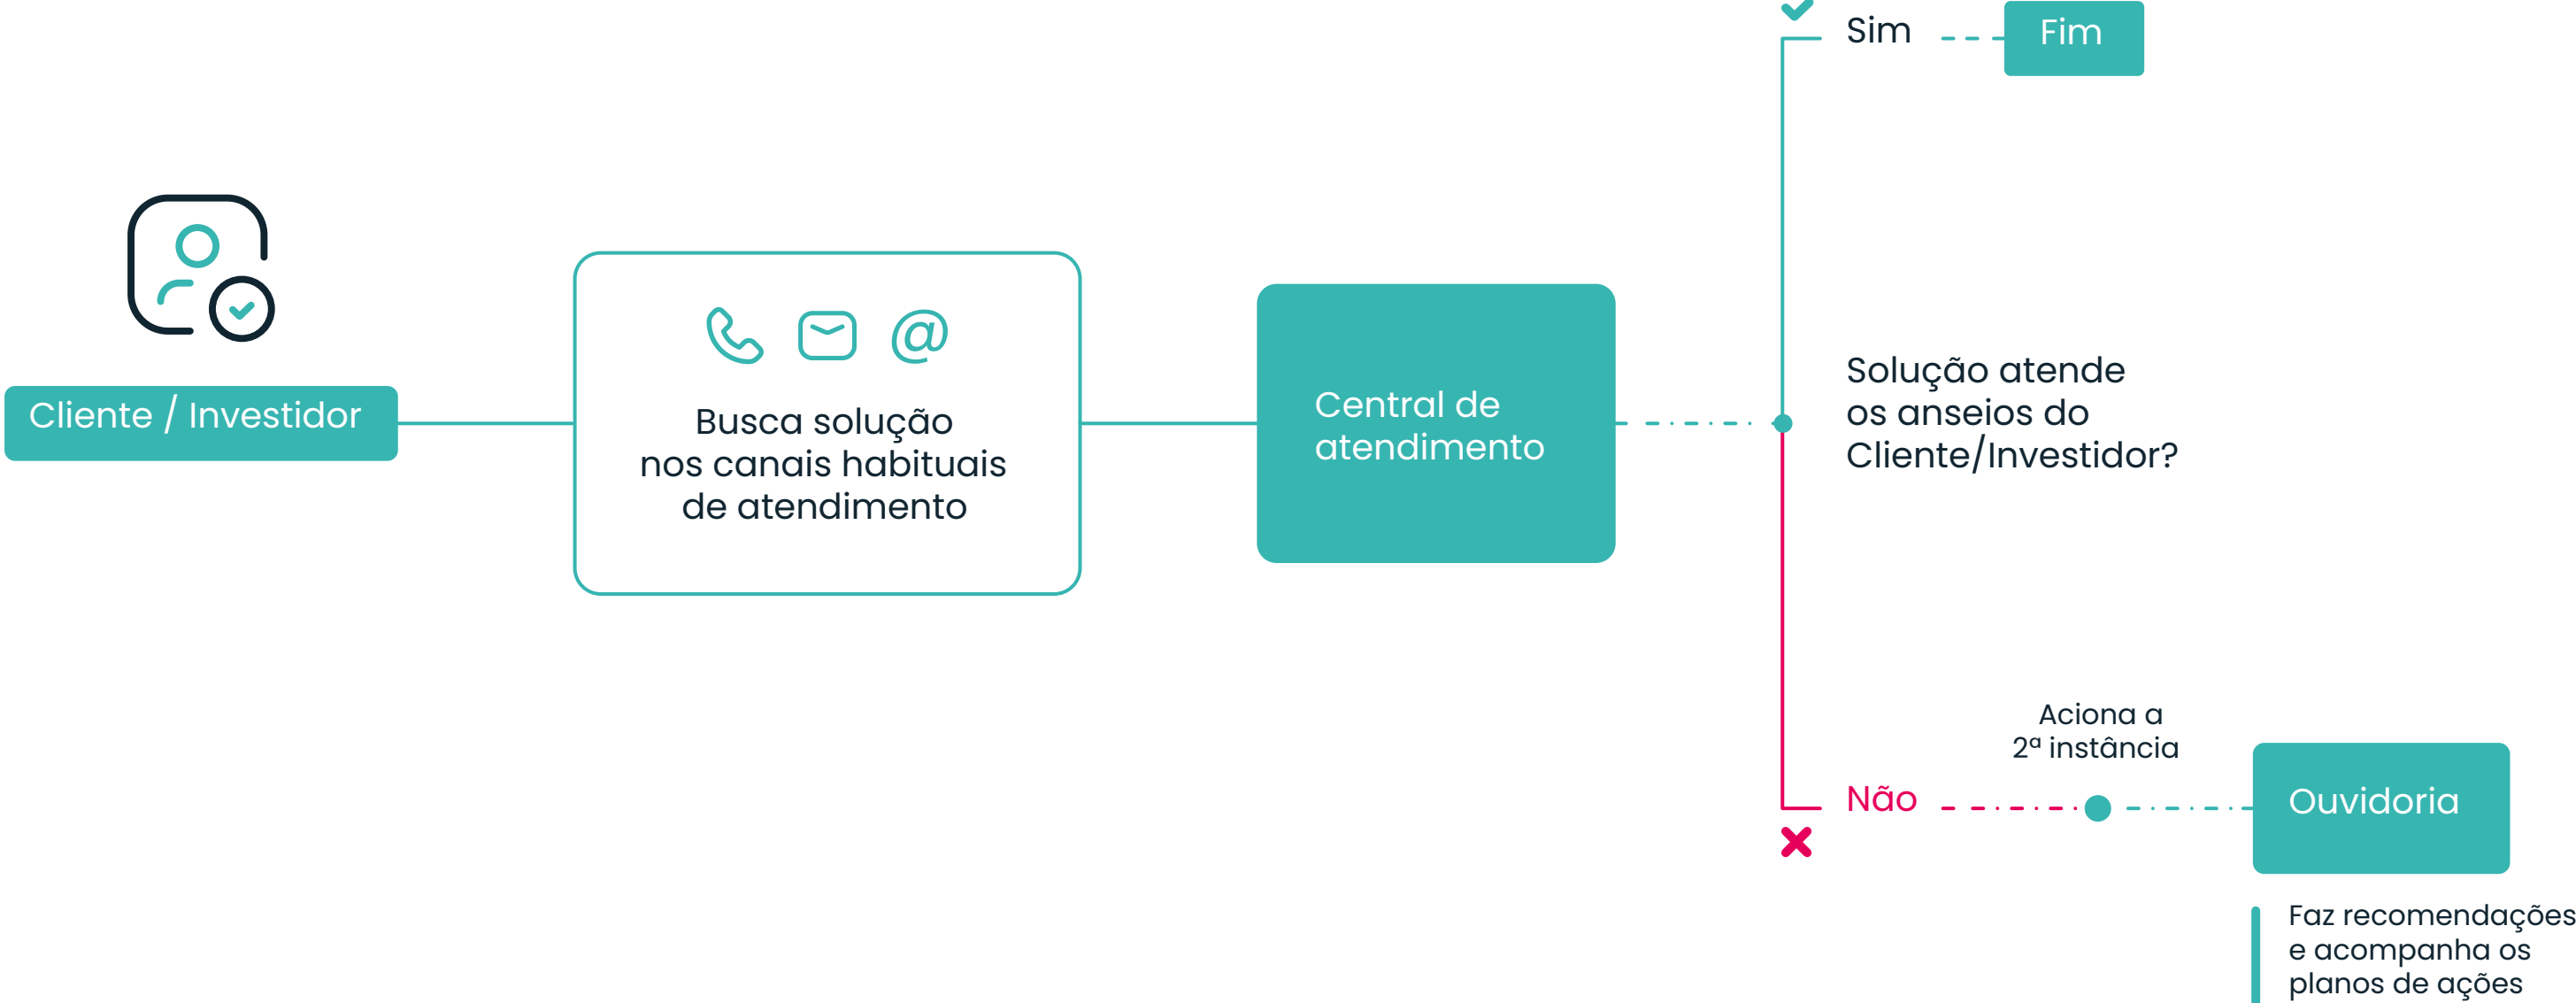 Sim
Fim
Cliente / Investidor
@
Busca solução
nos canais habituais
de atendimento
Central de
atendimento
Solução atende
os anseios do
Cliente/Investidor?
Aciona a
2ª instância
Não
Ouvidoria
Faz recomendações
e acompanha os
planos de ações